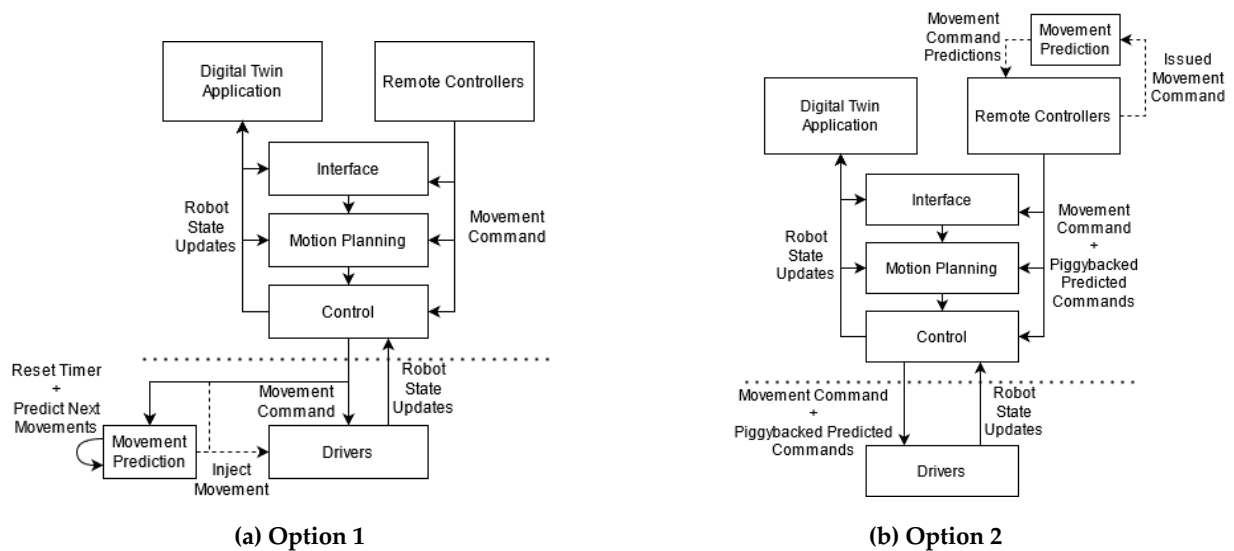 Digital Twin
Application
Remote Controllers
Interface
Robot
State
Updates
Motion Planning
Movement
Command
Control
Reset Timer
+
Predict Next
Movements
Movement
Command
Robot
State
Updates
Movement
Prediction
Inject
Movement
Drivers
(a) Option 1
Movement
Command
Predictions
Movement
Prediction
Issued
Movement
Command
Digital Twin
Application
Remote Controllers
Interface
Robot
State
Updates
Motion Planning
Movement
Command
+
Piggybacked
Predicted
Commands
Control
Movement Command
+
Piggybacked Predicted
Commands
Robot
State
Updates
Drivers
(b) Option 2